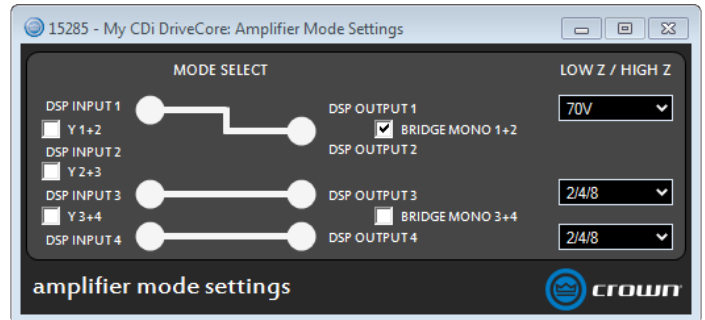 15285 - My CDi DriveCore: Amplifier Mode Settings
MODE SELECT
LOW Z / HIGH Z
DSP INPUT 1
DSP OUTPUT 1
70V
Y 1+2
BRIDGE MONO 1+2
DSP INPUT 2
DSP OUTPUT 2
Y 2+3
DSP INPUT 3
DSP OUTPUT 3
2/4/8
Y 3+4
BRIDGE MONO 3+4
DSP INPUT 4
DSP OUTPUT 4
2/4/8
amplifier mode settings
crown